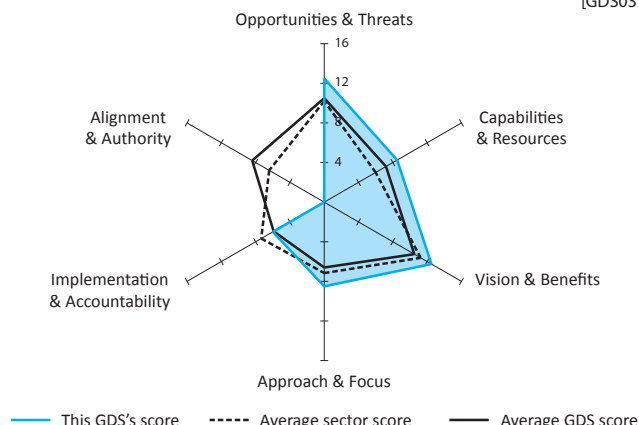 [GDS03
Opportunities & Threats
16
12
8
4
Alignment
& Authority
Capabilities
& Resources
Implementation
& Accountability
Vision & Benefits
Approach & Focus
This GDS's score
Average sector score
Average GDS score